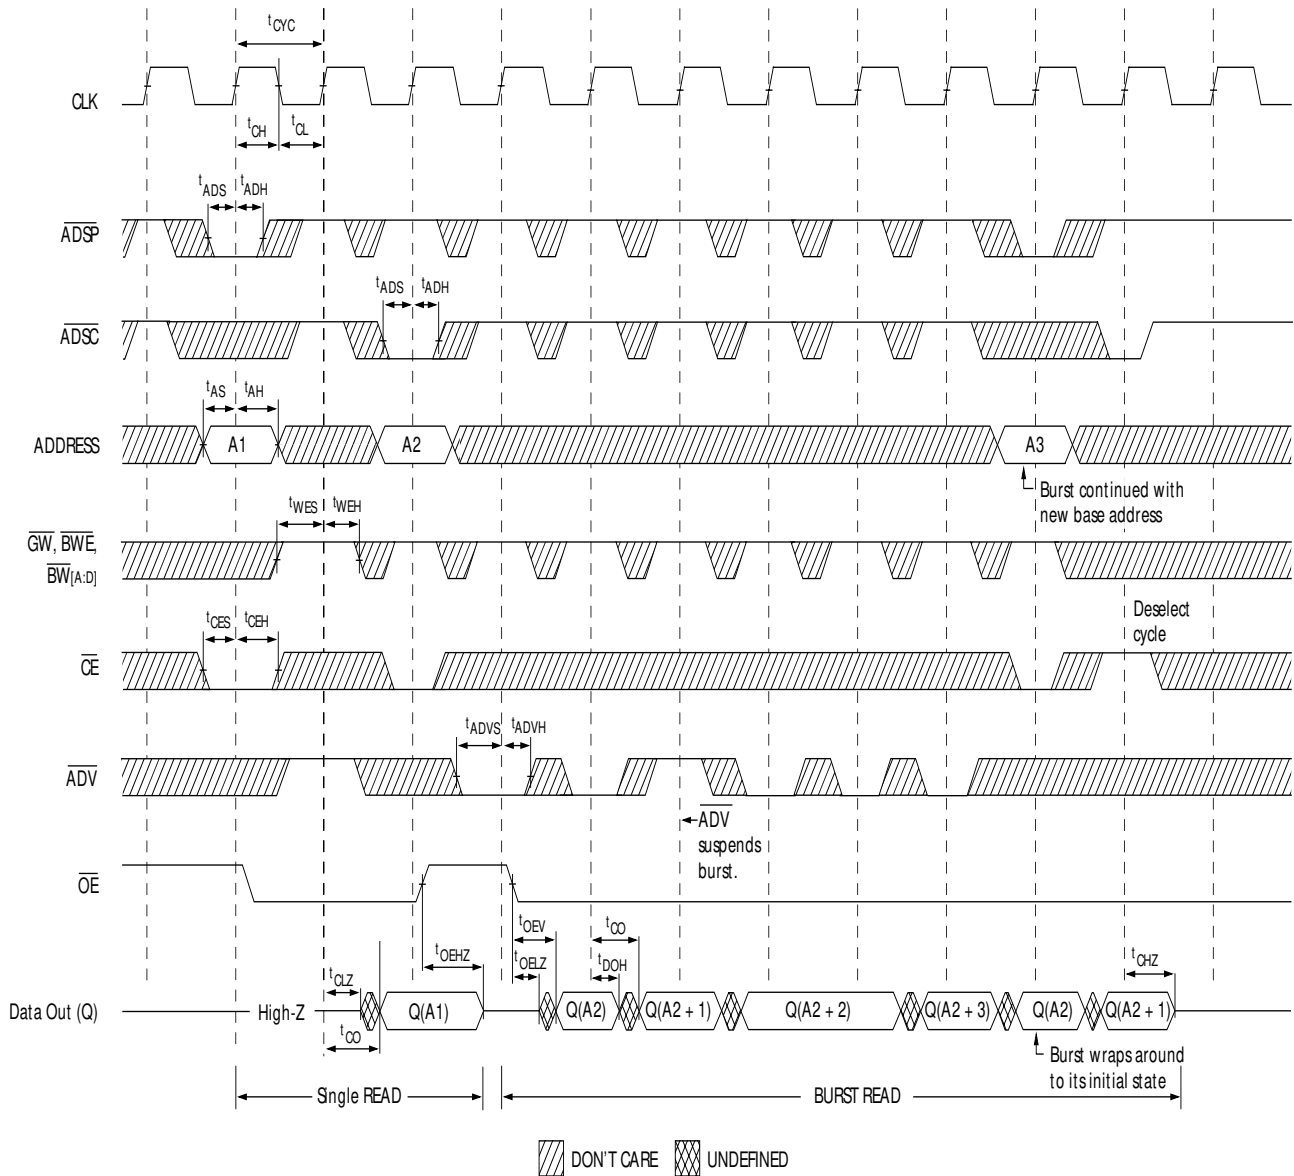 tCYC
CLK
tCH
tCL
tADS
tADH
ADSP
tADS
tADH
ADSC
tAS
tAH
ADDRESS
A1
A2
A3
Burst continued with
new base address
tWES
tWEH
GW, BWE,
BW[A:D]
tCES
tCEH
Deselect
cycle
CE
tADVS
tADVH
ADV
ADV
suspends
burst.
OE
tOEHZ
tOEV
tOELZ
tCO
tDOH
tCHZ
tCLZ
Data Out (Q)
High-Z
Q(A1)
Q(A2)
Q(A2 + 1)
Q(A2 + 2)
Q(A2 + 3)
Q(A2)
Q(A2 + 1)
tCO
Burst wraps around
to its initial state
Single READ
BURST READ
DON'T CARE
UNDEFINED